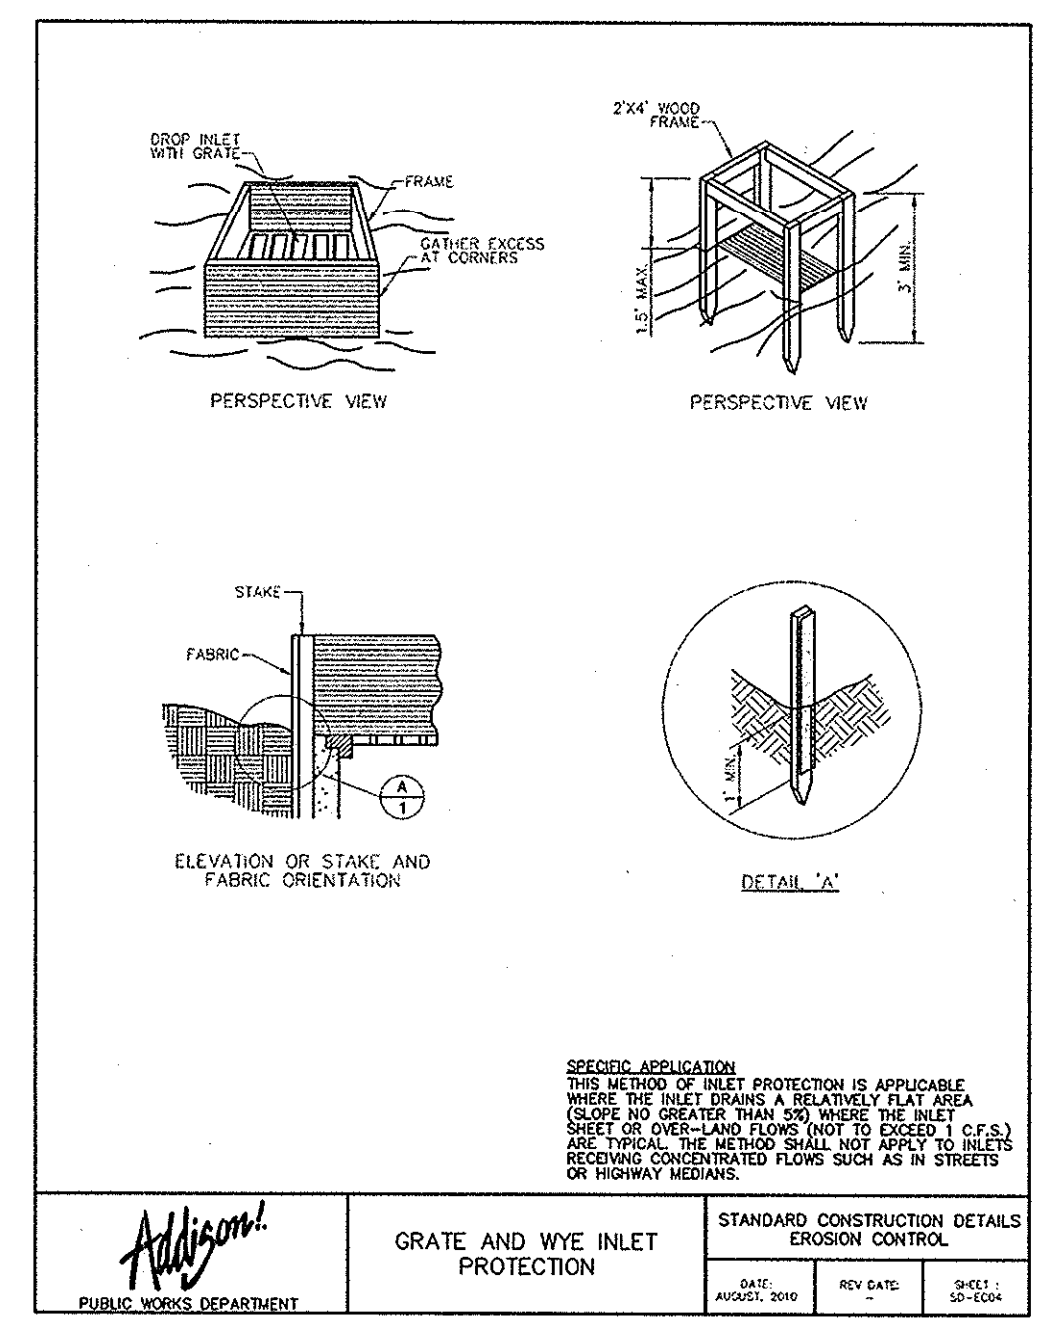 DROP INLET
WITH GRATE
FRAME
GATHER EXCESS
AT CORNERS
PERSPECTIVE VIEW
2'X4' WOOD
FRAME
1.5' MAX.
3' MIN.
PERSPECTIVE VIEW
STAKE
FABRIC
A
1
ELEVATION OR STAKE AND
FABRIC ORIENTATION
1' MIN.
DETAIL 'A'
SPECIFIC APPLICATION
THIS METHOD OF INLET PROTECTION IS APPLICABLE
WHERE THE INLET DRAINS A RELATIVELY FLAT AREA
(SLOPE NO GREATER THAN 5%) WHERE THE INLET
SHEET OR OVER-LAND FLOWS (NOT TO EXCEED 1 C.F.S.)
ARE TYPICAL. THE METHOD SHALL NOT APPLY TO INLETS
RECEIVING CONCENTRATED FLOWS SUCH AS IN STREETS
OR HIGHWAY MEDIANS.
Addison!
PUBLIC WORKS DEPARTMENT
GRATE AND WYE INLET
PROTECTION
STANDARD CONSTRUCTION DETAILS
EROSION CONTROL
DATE:
AUGUST, 2010
REV DATE:
-
SHEET :
SD-EC04